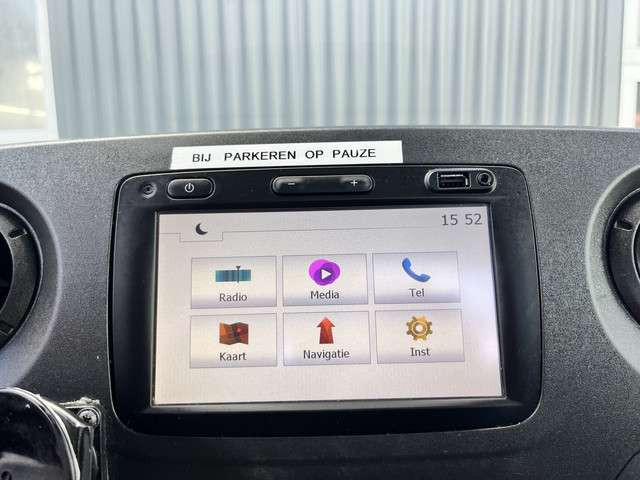 BIJ PARKEREN OP PAUZE
15 52
Radio
Media
Tel
Kaart
Navigatie
Inst